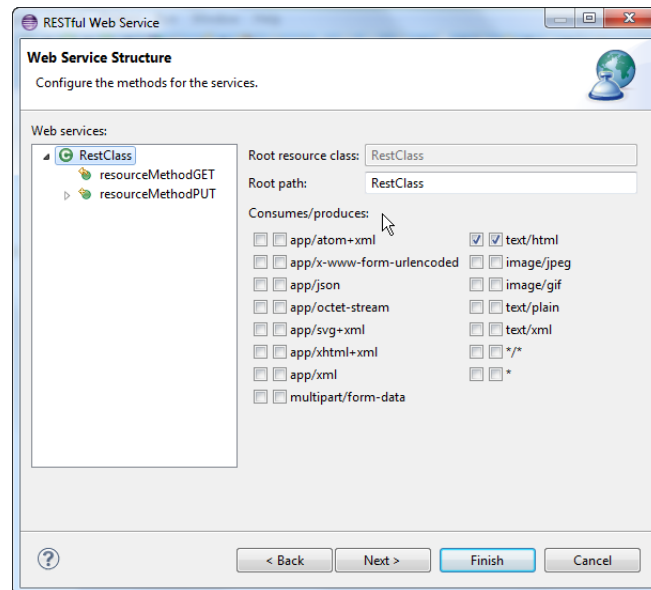 RESTful Web Service
Web Service Structure
Configure the methods for the services.
Web services:
RestClass
resourceMethodGET
resourceMethodPUT
Root resource class: RestClass
Root path: RestClass
Consumes/produces:
app/atom+xml text/html
app/x-www-form-urlencoded image/jpeg
app/json image/gif
app/octet-stream text/plain
app/svg+xml text/xml
app/xhtml+xml */*
app/xml *
multipart/form-data
< Back Next > Finish Cancel